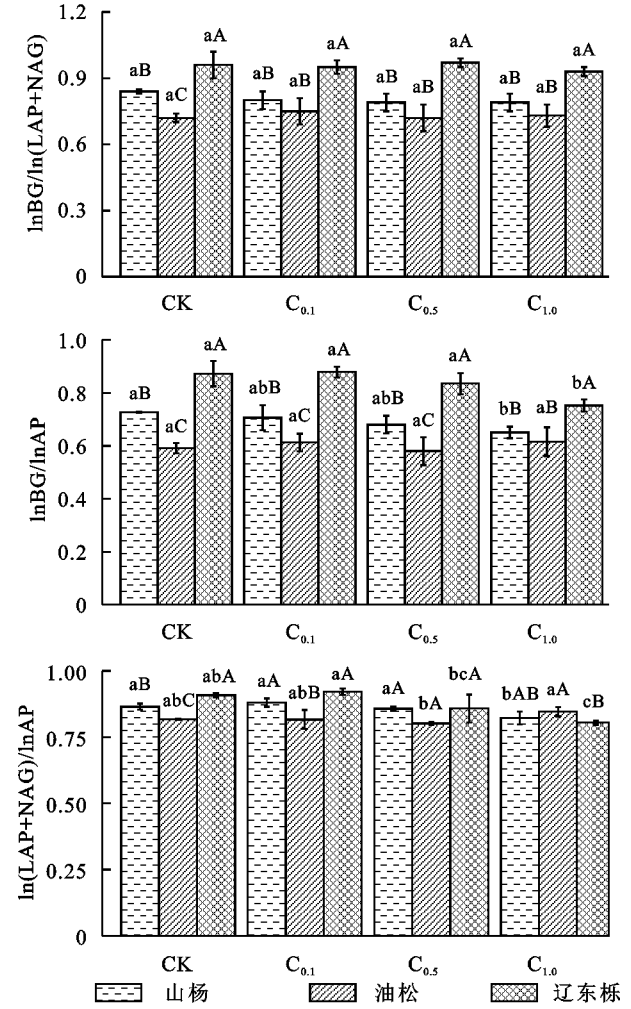 lnBG/ln(LAP+NAG)
1.2
0.9
0.6
0.3
0
aB aC aA aB aB aA aB aB aA aB aB aA
CK C₀.₁ C₀.₅ C₁.₀
lnBG/lnAP
1.0
0.8
0.6
0.4
0.2
0
aB aC aA abB aC aA abB aC aA bB aB bA
CK C₀.₁ C₀.₅ C₁.₀
ln(LAP+NAG)/lnAP
1.00
0.75
0.50
0.25
0
aB abC abA aA abB aA aA bA bcA bAB aA cB
CK C₀.₁ C₀.₅ C₁.₀
山杨 油松 辽东栎